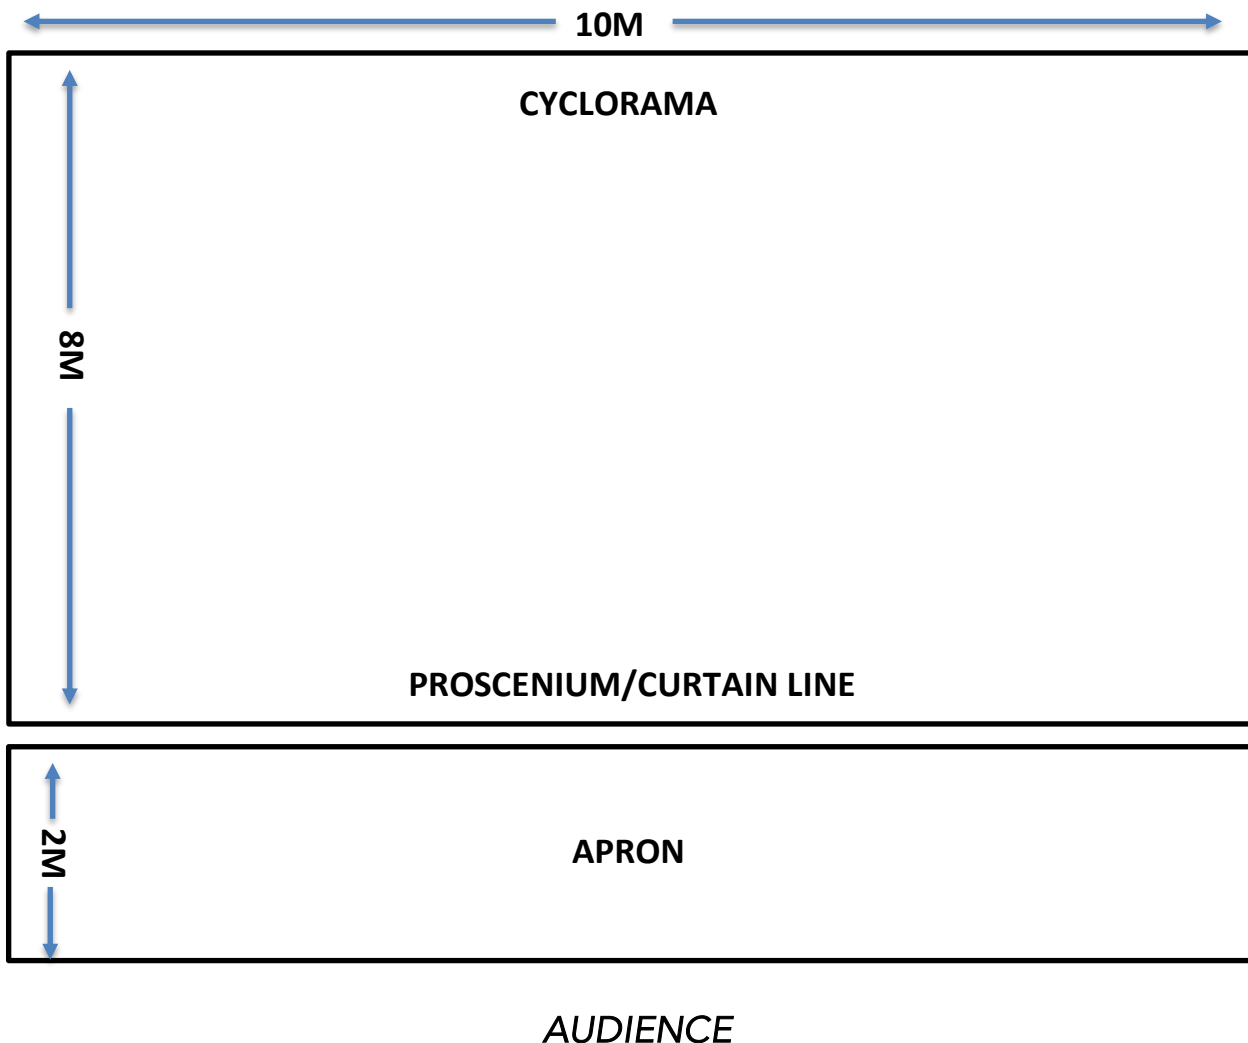 10M
CYCLORAMA
8M
PROSCENIUM/CURTAIN LINE
2M
APRON
AUDIENCE